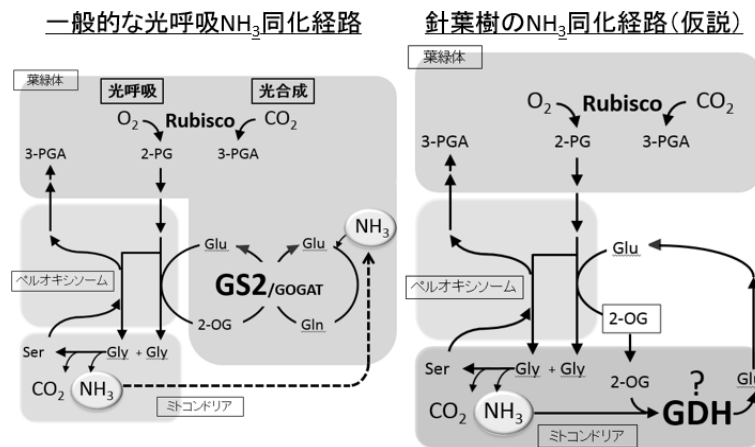 一般的な光呼吸NH₃同化経路
葉緑体
光呼吸
光合成
O₂
Rubisco
CO₂
3-PGA
2-PG
3-PGA
NH₃
Glu
Glu
ペルオキシソーム
GS2/GOGAT
2-OG
Gln
Ser
Gly + Gly
CO₂
NH₃
ミトコンドリア
針葉樹のNH₃同化経路(仮説)
葉緑体
O₂
Rubisco
CO₂
3-PGA
2-PG
3-PGA
Glu
ペルオキシソーム
2-OG
Ser
Gly + Gly
2-OG
?
GDH
CO₂
NH₃
ミトコンドリア